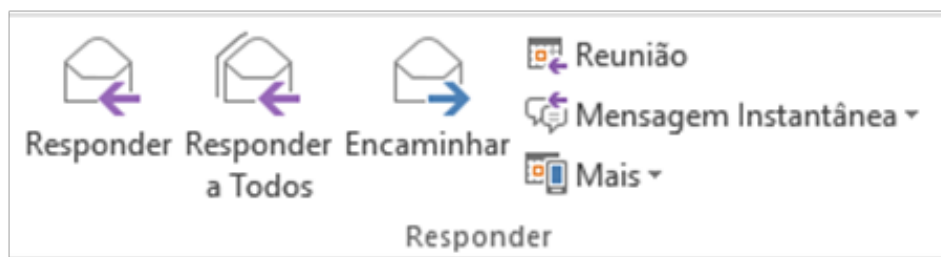 Responder
Responder
a Todos
Encaminhar
Reunião
Mensagem Instantânea
Mais
Responder